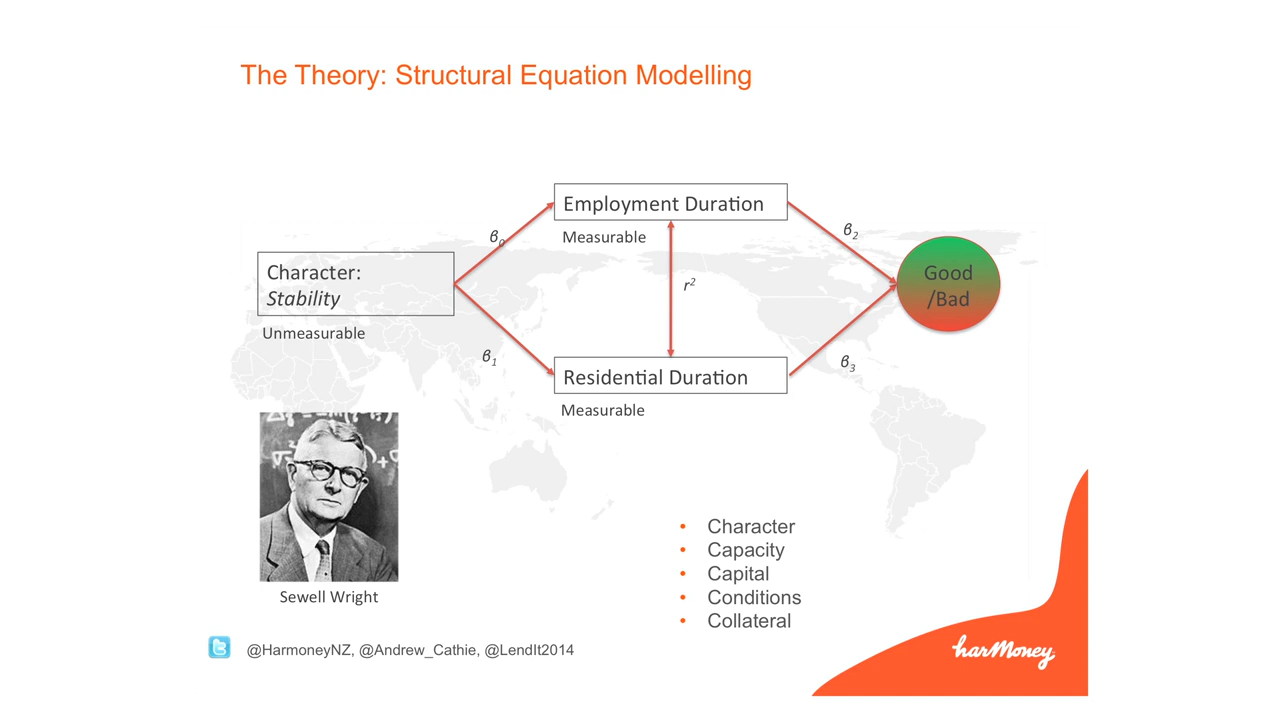 The Theory: Structural Equation Modelling
Employment Duration
Measurable
β0
β2
Character:
Stability
Unmeasurable
r2
Good
/Bad
β1
β3
Residential Duration
Measurable
Sewell Wright
• Character
• Capacity
• Capital
• Conditions
• Collateral
@HarmoneyNZ, @Andrew_Cathie, @LendIt2014
harMoney